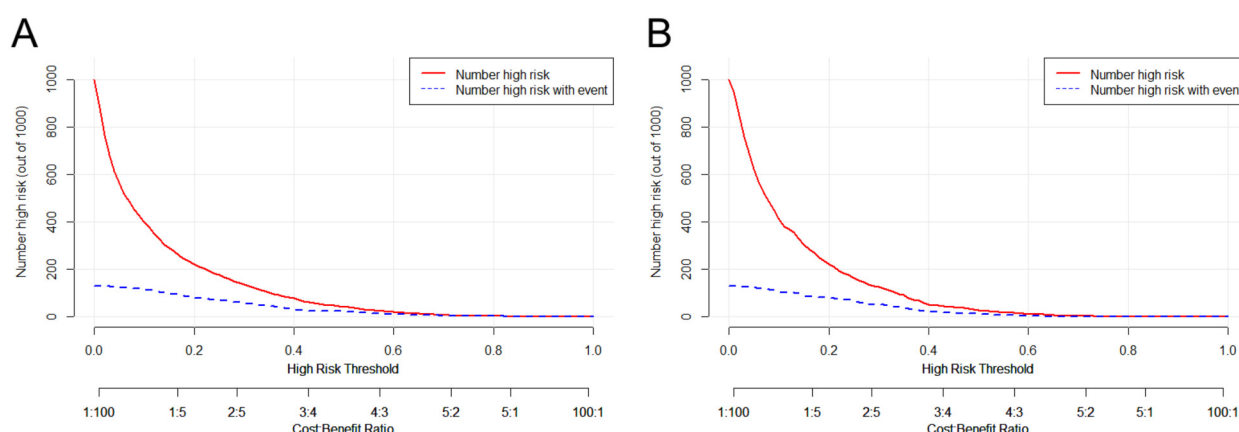 A
B
Number high risk
Number high risk with event
Number high risk
Number high risk with event
Number high risk (out of 1000)
0 200 400 600 800 1000
Number high risk (out of 1000)
0 200 400 600 800 1000
0.0 0.2 0.4 0.6 0.8 1.0
0.0 0.2 0.4 0.6 0.8 1.0
High Risk Threshold
High Risk Threshold
1:100 1:5 2:5 3:4 4:3 5:2 5:1 100:1
1:100 1:5 2:5 3:4 4:3 5:2 5:1 100:1
Cost:Benefit Ratio
Cost:Benefit Ratio